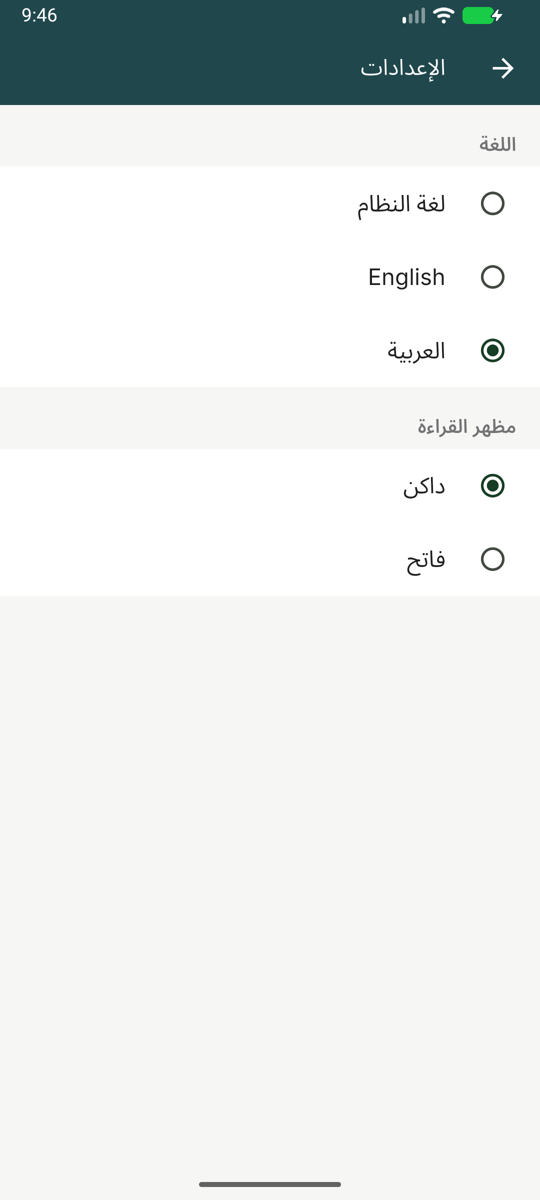 9:46
الإعدادات
اللغة
لغة النظام
English
العربية
مظهر القراءة
داكن
فاتح